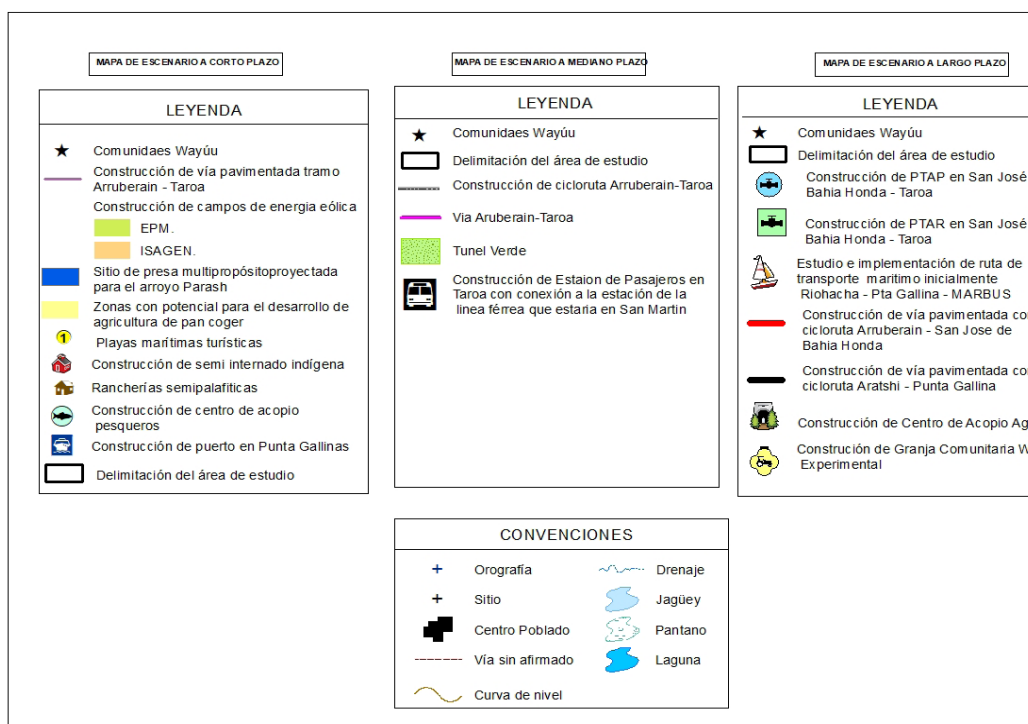 MAPA DE ESCENARIO A CORTO PLAZO
LEYENDA
Comunidaes Wayúu
Construcción de vía pavimentada tramo
Arruberain - Taroa
Construcción de campos de energia eólica
EPM.
ISAGEN.
Sitio de presa multipropósitoproyectada
para el arroyo Parash
Zonas con potencial para el desarrollo de
agricultura de pan coger
1
Playas marítimas turísticas
Construcción de semi internado indígena
Rancherías semipalafiticas
Construcción de centro de acopio
pesqueros
Construcción de puerto en Punta Gallinas
Delimitación del área de estudio
MAPA DE ESCENARIO A MEDIANO PLAZO
LEYENDA
Comunidaes Wayúu
Delimitación del área de estudio
Construcción de cicloruta Arruberain-Taroa
Via Aruberain-Taroa
Tunel Verde
Construcción de Estaion de Pasajeros en
Taroa con conexión a la estación de la
linea férrea que estaria en San Martin
MAPA DE ESCENARIO A LARGO PLAZO
LEYENDA
Comunidaes Wayúu
Delimitación del área de estudio
Construcción de PTAP en San José
Bahia Honda - Taroa
Construcción de PTAR en San José
Bahia Honda - Taroa
Estudio e implementación de ruta de
transporte maritimo inicialmente
Riohacha - Pta Gallina - MARBUS
Construcción de vía pavimentada co
cicloruta Arruberain - San Jose de
Bahia Honda
Construcción de vía pavimentada co
cicloruta Aratshi - Punta Gallina
Construcción de Centro de Acopio Ag
Construción de Granja Comunitaria W
Experimental
CONVENCIONES
Orografía
Sitio
Centro Poblado
Vía sin afirmado
Curva de nivel
Drenaje
Jagüey
Pantano
Laguna